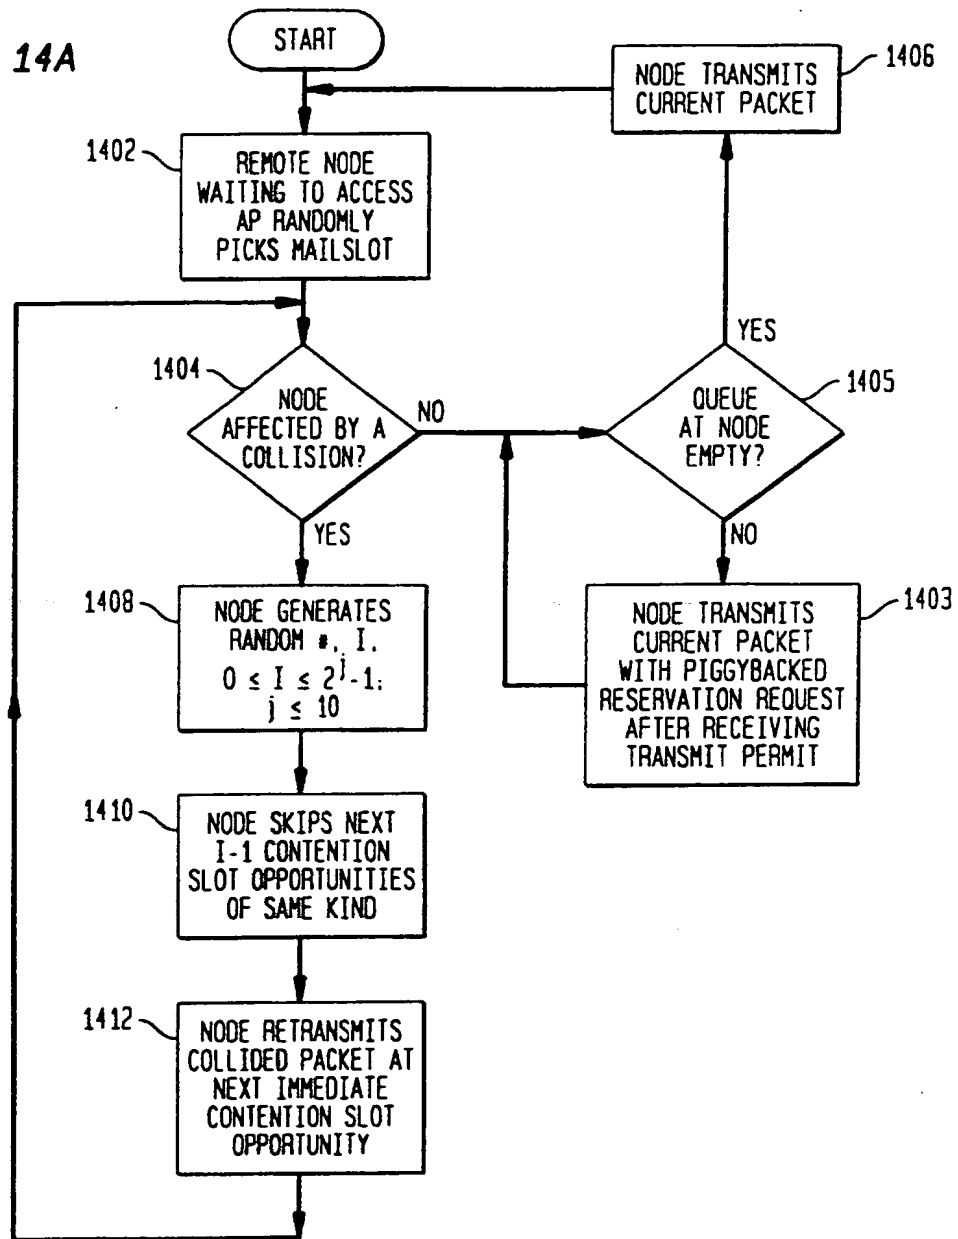 14A
START
1406
NODE TRANSMITS
CURRENT PACKET
1402
REMOTE NODE
WAITING TO ACCESS
AP RANDOMLY
PICKS MAILSLOT
1404
NODE
AFFECTED BY A
COLLISION?
NO
YES
1405
QUEUE
AT NODE
EMPTY?
YES
NO
1403
NODE TRANSMITS
CURRENT PACKET
WITH PIGGYBACKED
RESERVATION REQUEST
AFTER RECEIVING
TRANSMIT PERMIT
1408
NODE GENERATES
RANDOM #, I,
0 ≤ I ≤ 2^j-1;
j ≤ 10
1410
NODE SKIPS NEXT
I-1 CONTENTION
SLOT OPPORTUNITIES
OF SAME KIND
1412
NODE RETRANSMITS
COLLIDED PACKET AT
NEXT IMMEDIATE
CONTENTION SLOT
OPPORTUNITY